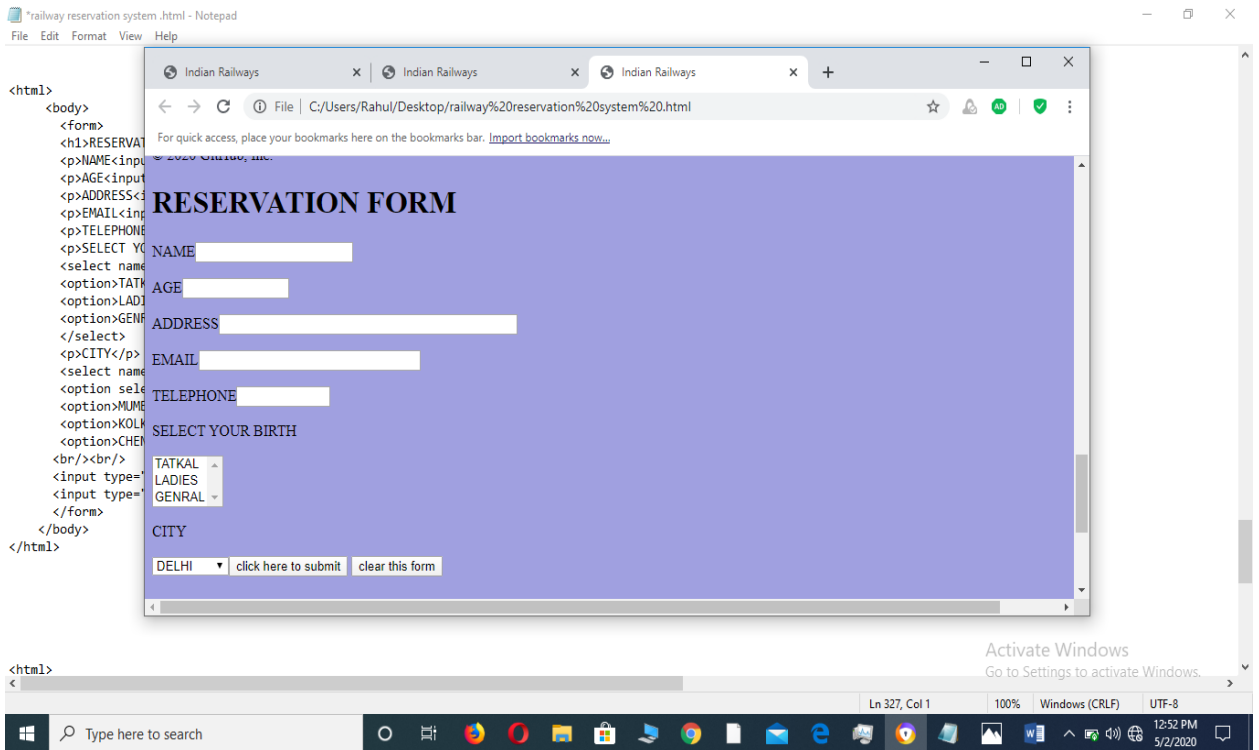 *railway reservation system .html - Notepad
File Edit Format View Help
<html>
<body>
<form>
<h1>RESERVAT
<p>NAME<inpu
<p>AGE<input
<p>ADDRESS<i
<p>EMAIL<inp
<p>TELEPHONE
<p>SELECT YO
<select name
<option>TATK
<option>LADI
<option>GENR
</select>
<p>CITY</p>
<select name
<option sele
<option>MUMB
<option>KOLK
<option>CHEN
<br/><br/>
<input type="
<input type="
</form>
</body>
</html>
<html>
Indian Railways
Indian Railways
Indian Railways
File C:/Users/Rahul/Desktop/railway%20reservation%20system%20.html
AD
For quick access, place your bookmarks here on the bookmarks bar. Import bookmarks now...
© 2020 GitHub, Inc.
RESERVATION FORM
NAME
AGE
ADDRESS
EMAIL
TELEPHONE
SELECT YOUR BIRTH
TATKAL
LADIES
GENRAL
CITY
DELHI click here to submit clear this form
Activate Windows
Go to Settings to activate Windows.
Ln 327, Col 1 100% Windows (CRLF) UTF-8
Type here to search
12:52 PM
5/2/2020